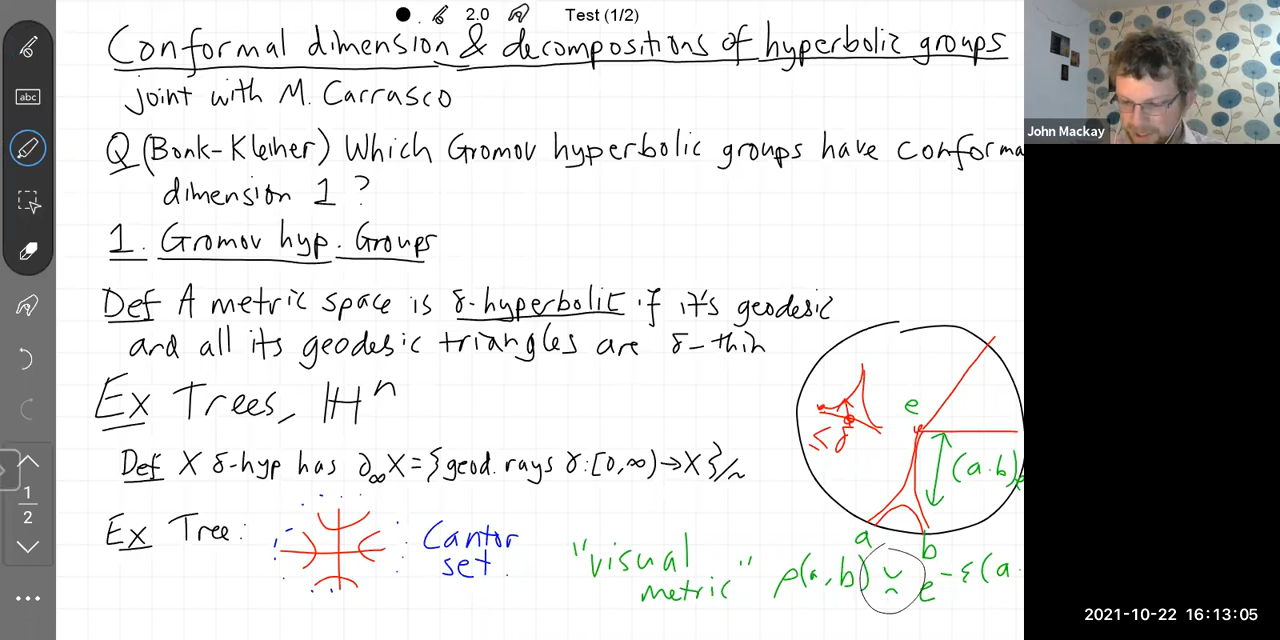 2.0 Test (1/2)
abc
Conformal dimension & decompositions of hyperbolic groups
joint with M. Carrasco
John Mackay
Q (Bonk-Kleiner) Which Gromov hyperbolic groups have conforma
dimension 1 ?
1. Gromov hyp. Groups
Def A metric space is δ-hyperbolic if it's geodesic
and all its geodesic triangles are δ-thin
Ex Trees, ℍⁿ
e
≤ δ
(a·b)
Def X δ-hyp has ∂∞X = {geod. rays γ: [0,∞) → X}/~
1
2
Ex Tree: Cantor set
a b
"visual metric" ρ(a,b) ≍ e^-ε(a·
2021-10-22 16:13:05